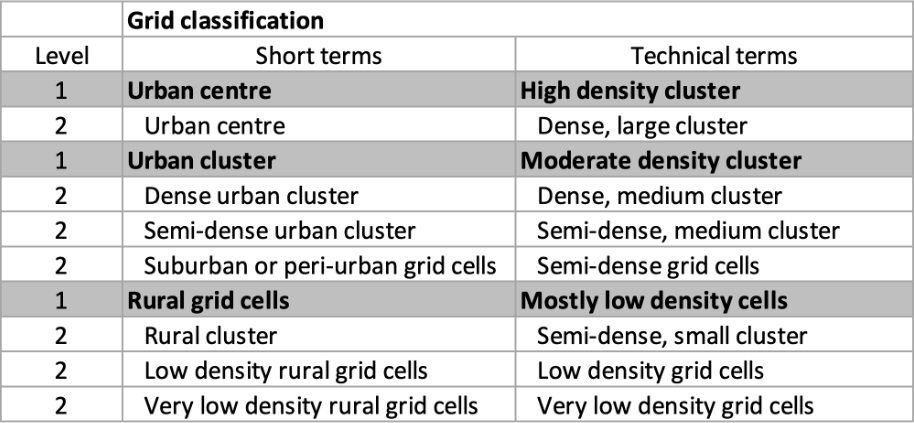 Grid classification
Level Short terms Technical terms
1 Urban centre High density cluster
2 Urban centre Dense, large cluster
1 Urban cluster Moderate density cluster
2 Dense urban cluster Dense, medium cluster
2 Semi-dense urban cluster Semi-dense, medium cluster
2 Suburban or peri-urban grid cells Semi-dense grid cells
1 Rural grid cells Mostly low density cells
2 Rural cluster Semi-dense, small cluster
2 Low density rural grid cells Low density grid cells
2 Very low density rural grid cells Very low density grid cells